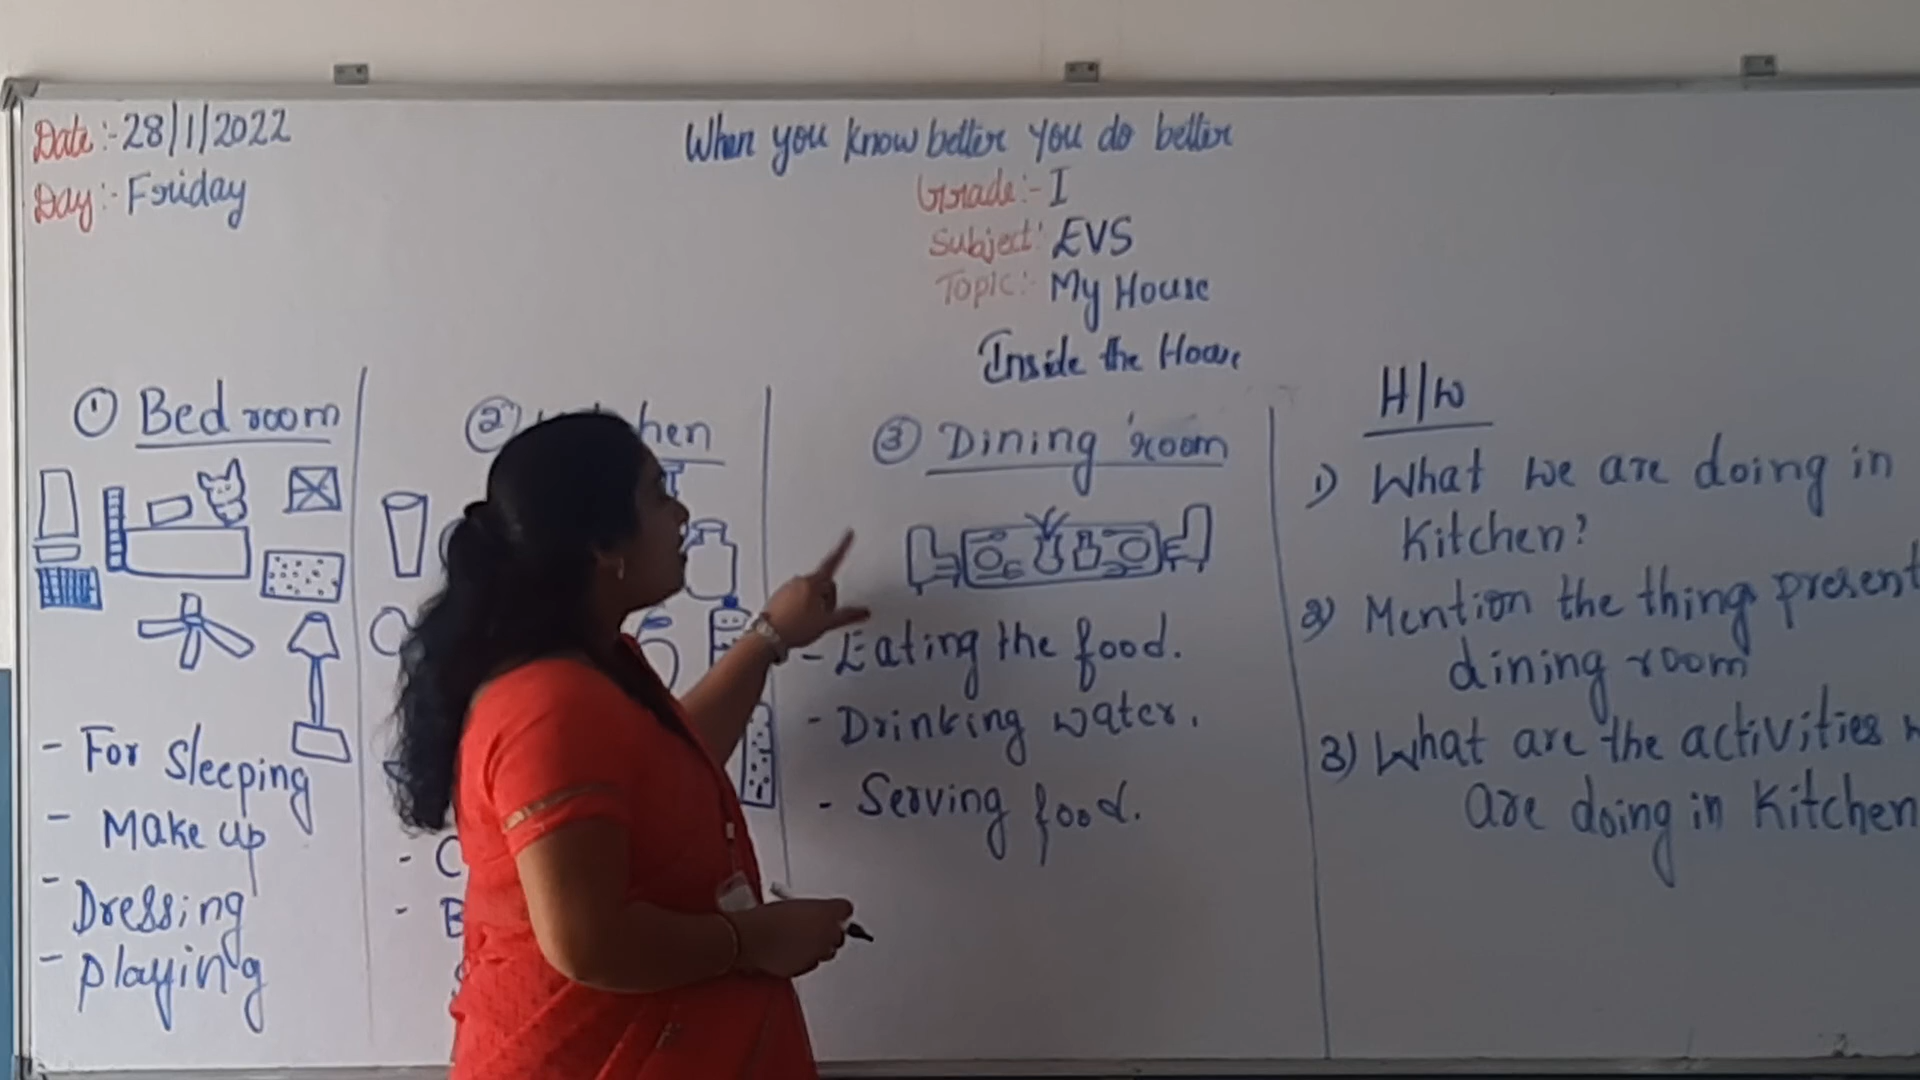 Date:-28/1/2022
Day:-Friday
When you know better you do better
Grade:- I
Subject: EVS
Topic:- My House
Inside the House
① Bedroom
- For Sleeping
- Make up
- Dressing
- Playing
②
③ Dining room
- Eating the food.
- Drinking water.
- Serving food.
H/W
1) What we are doing in
Kitchen?
2) Mention the things present
dining room
3) What are the activities
are doing in Kitchen